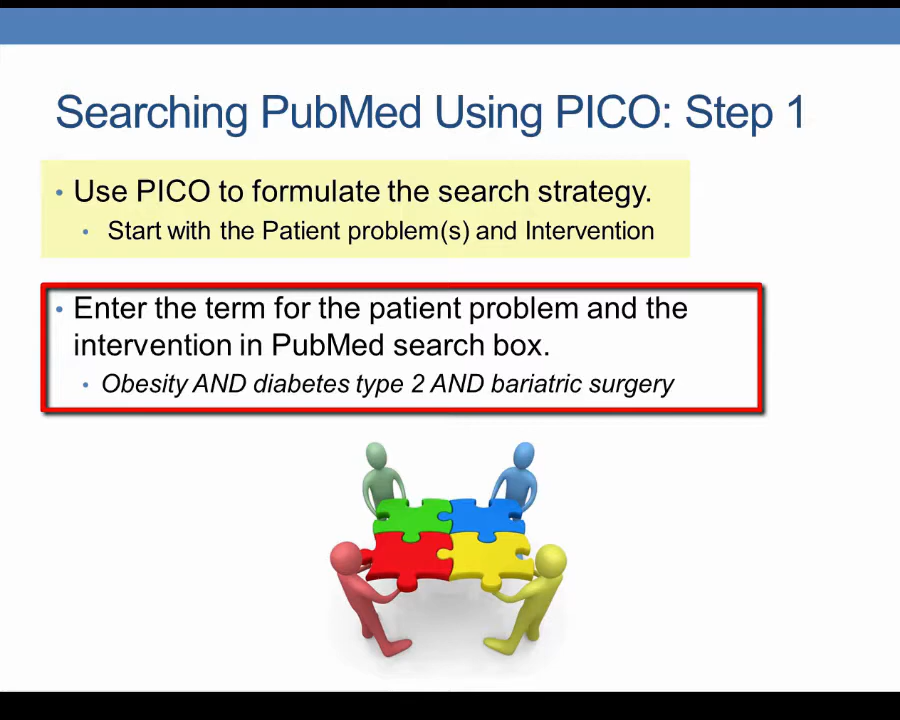 Searching PubMed Using PICO: Step 1
• Use PICO to formulate the search strategy.
• Start with the Patient problem(s) and Intervention
• Enter the term for the patient problem and the
intervention in PubMed search box.
• Obesity AND diabetes type 2 AND bariatric surgery